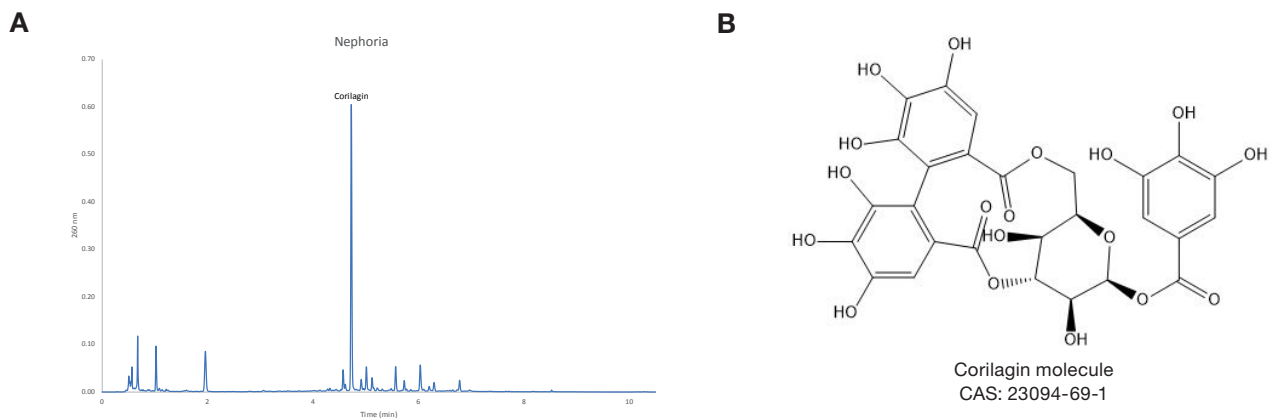 A
Nephoria
0.70
0.60
0.50
0.40
0.30
0.20
0.10
0.00
260 nm
Corilagin
0
2
4
6
8
10
Time (min)
B
OH
HO
HO
HO
HO
HO
O
O
O
O
HO
O
OH
O
O
OH
HO
OH
Corilagin molecule
CAS: 23094-69-1